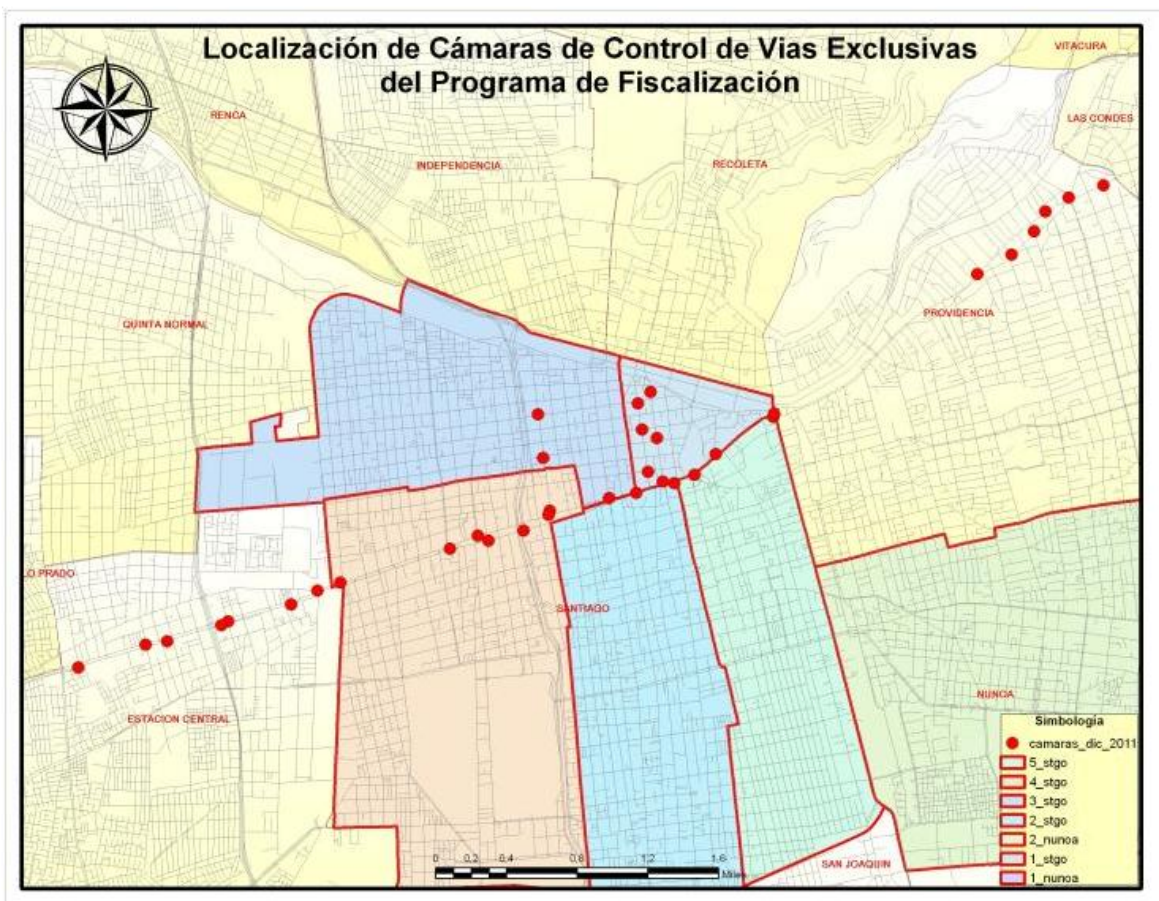 Localización de Cámaras de Control de Vias Exclusivas
del Programa de Fiscalización
VITACURA
LAS CONDES
RENCA
INDEPENDENCIA
RECOLETA
QUINTA NORMAL
PROVIDENCIA
LO PRADO
SANTIAGO
ESTACION CENTRAL
NUNOA
SAN JOAQUIN
0 0,2 0,4 0,8 1,2 1,6
Miles
Simbología
camaras_dic_2011
5_stgo
4_stgo
3_stgo
2_stgo
2_nunoa
1_stgo
1_nunoa